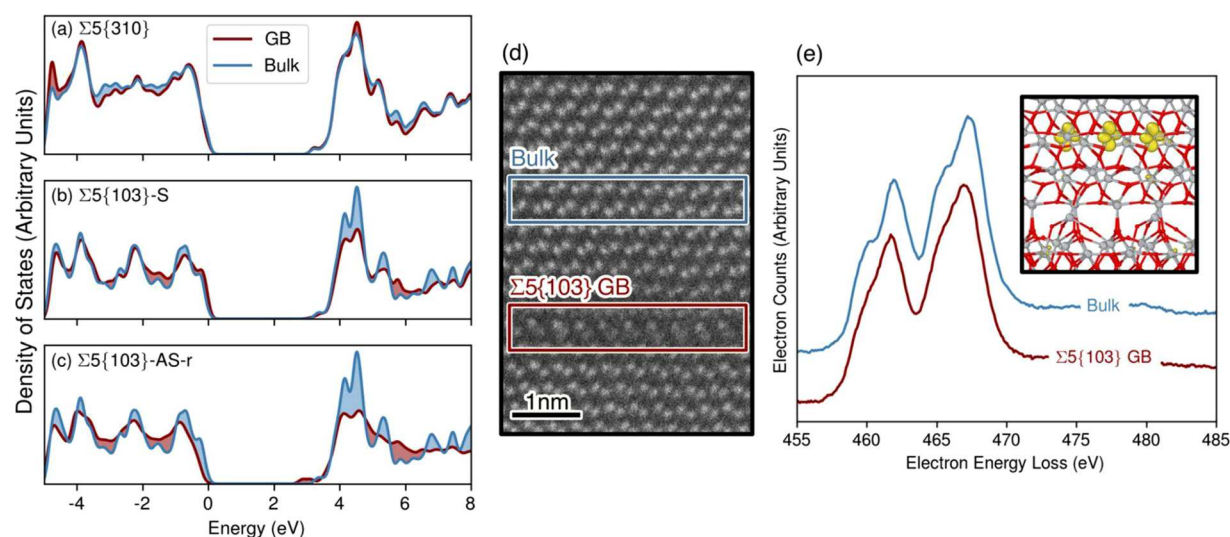 (a) Σ5{310}
GB
Bulk
(b) Σ5{103}-S
(c) Σ5{103}-AS-r
Density of States (Arbitrary Units)
-4 -2 0 2 4 6 8
Energy (eV)
(d)
Bulk
Σ5{103} GB
1nm
(e)
Electron Counts (Arbitrary Units)
Bulk
Σ5{103} GB
455 460 465 470 475 480 485
Electron Energy Loss (eV)